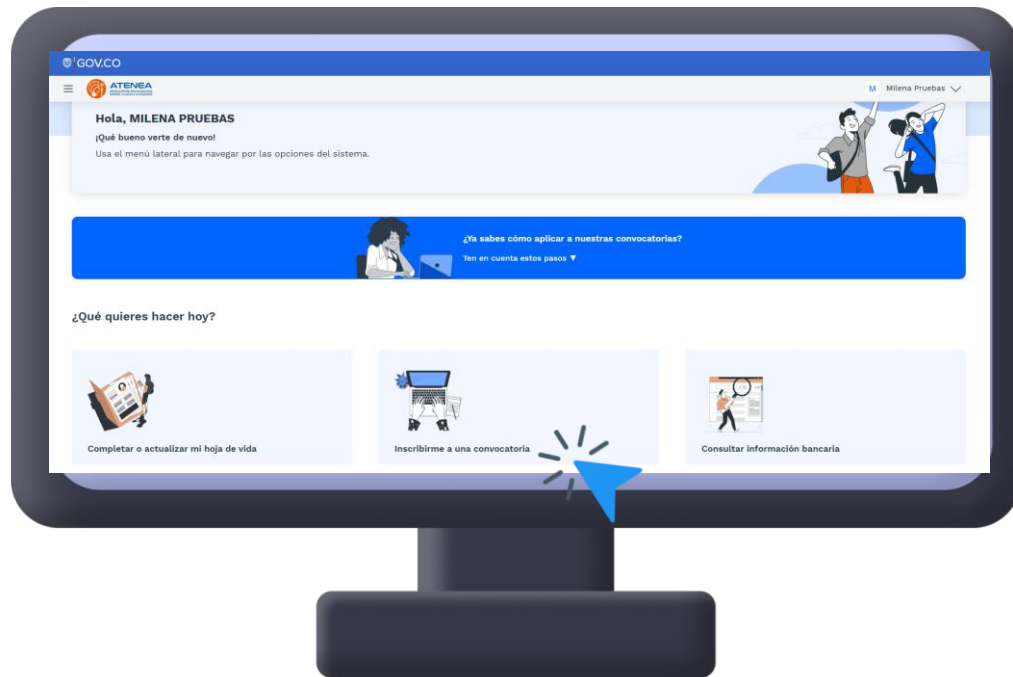 GOV.CO
ATENEA
M Milena Pruebas
Hola, MILENA PRUEBAS
¡Qué bueno verte de nuevo!
Usa el menú lateral para navegar por las opciones del sistema.
¿Ya sabes cómo aplicar a nuestras convocatorias?
Ten en cuenta estos pasos ▼
¿Qué quieres hacer hoy?
Completar o actualizar mi hoja de vida
Inscribirme a una convocatoria
Consultar información bancaria